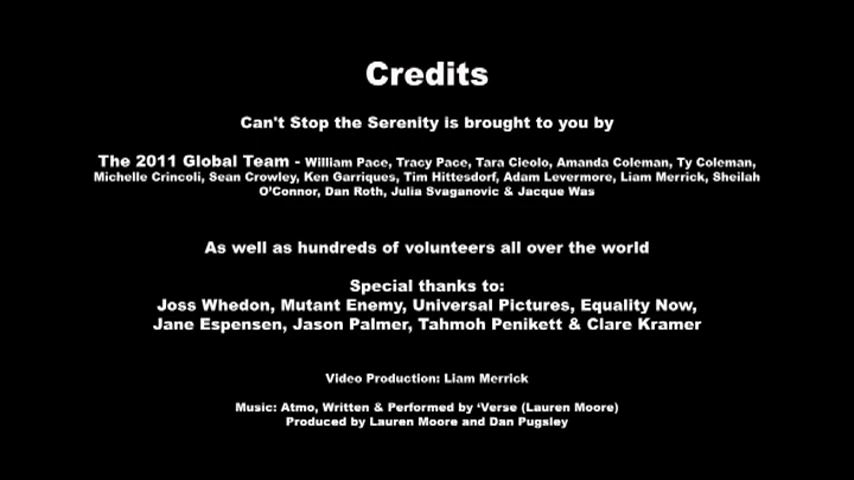 Credits
Can't Stop the Serenity is brought to you by
The 2011 Global Team - William Pace, Tracy Pace, Tara Cieolo, Amanda Coleman, Ty Coleman,
Michelle Crincoli, Sean Crowley, Ken Garriques, Tim Hittesdorf, Adam Levermore, Liam Merrick, Sheilah
O’Connor, Dan Roth, Julia Svaganovic & Jacque Was
As well as hundreds of volunteers all over the world
Special thanks to:
Joss Whedon, Mutant Enemy, Universal Pictures, Equality Now,
Jane Espensen, Jason Palmer, Tahmoh Penikett & Clare Kramer
Video Production: Liam Merrick
Music: Atmo, Written & Performed by ‘Verse (Lauren Moore)
Produced by Lauren Moore and Dan Pugsley